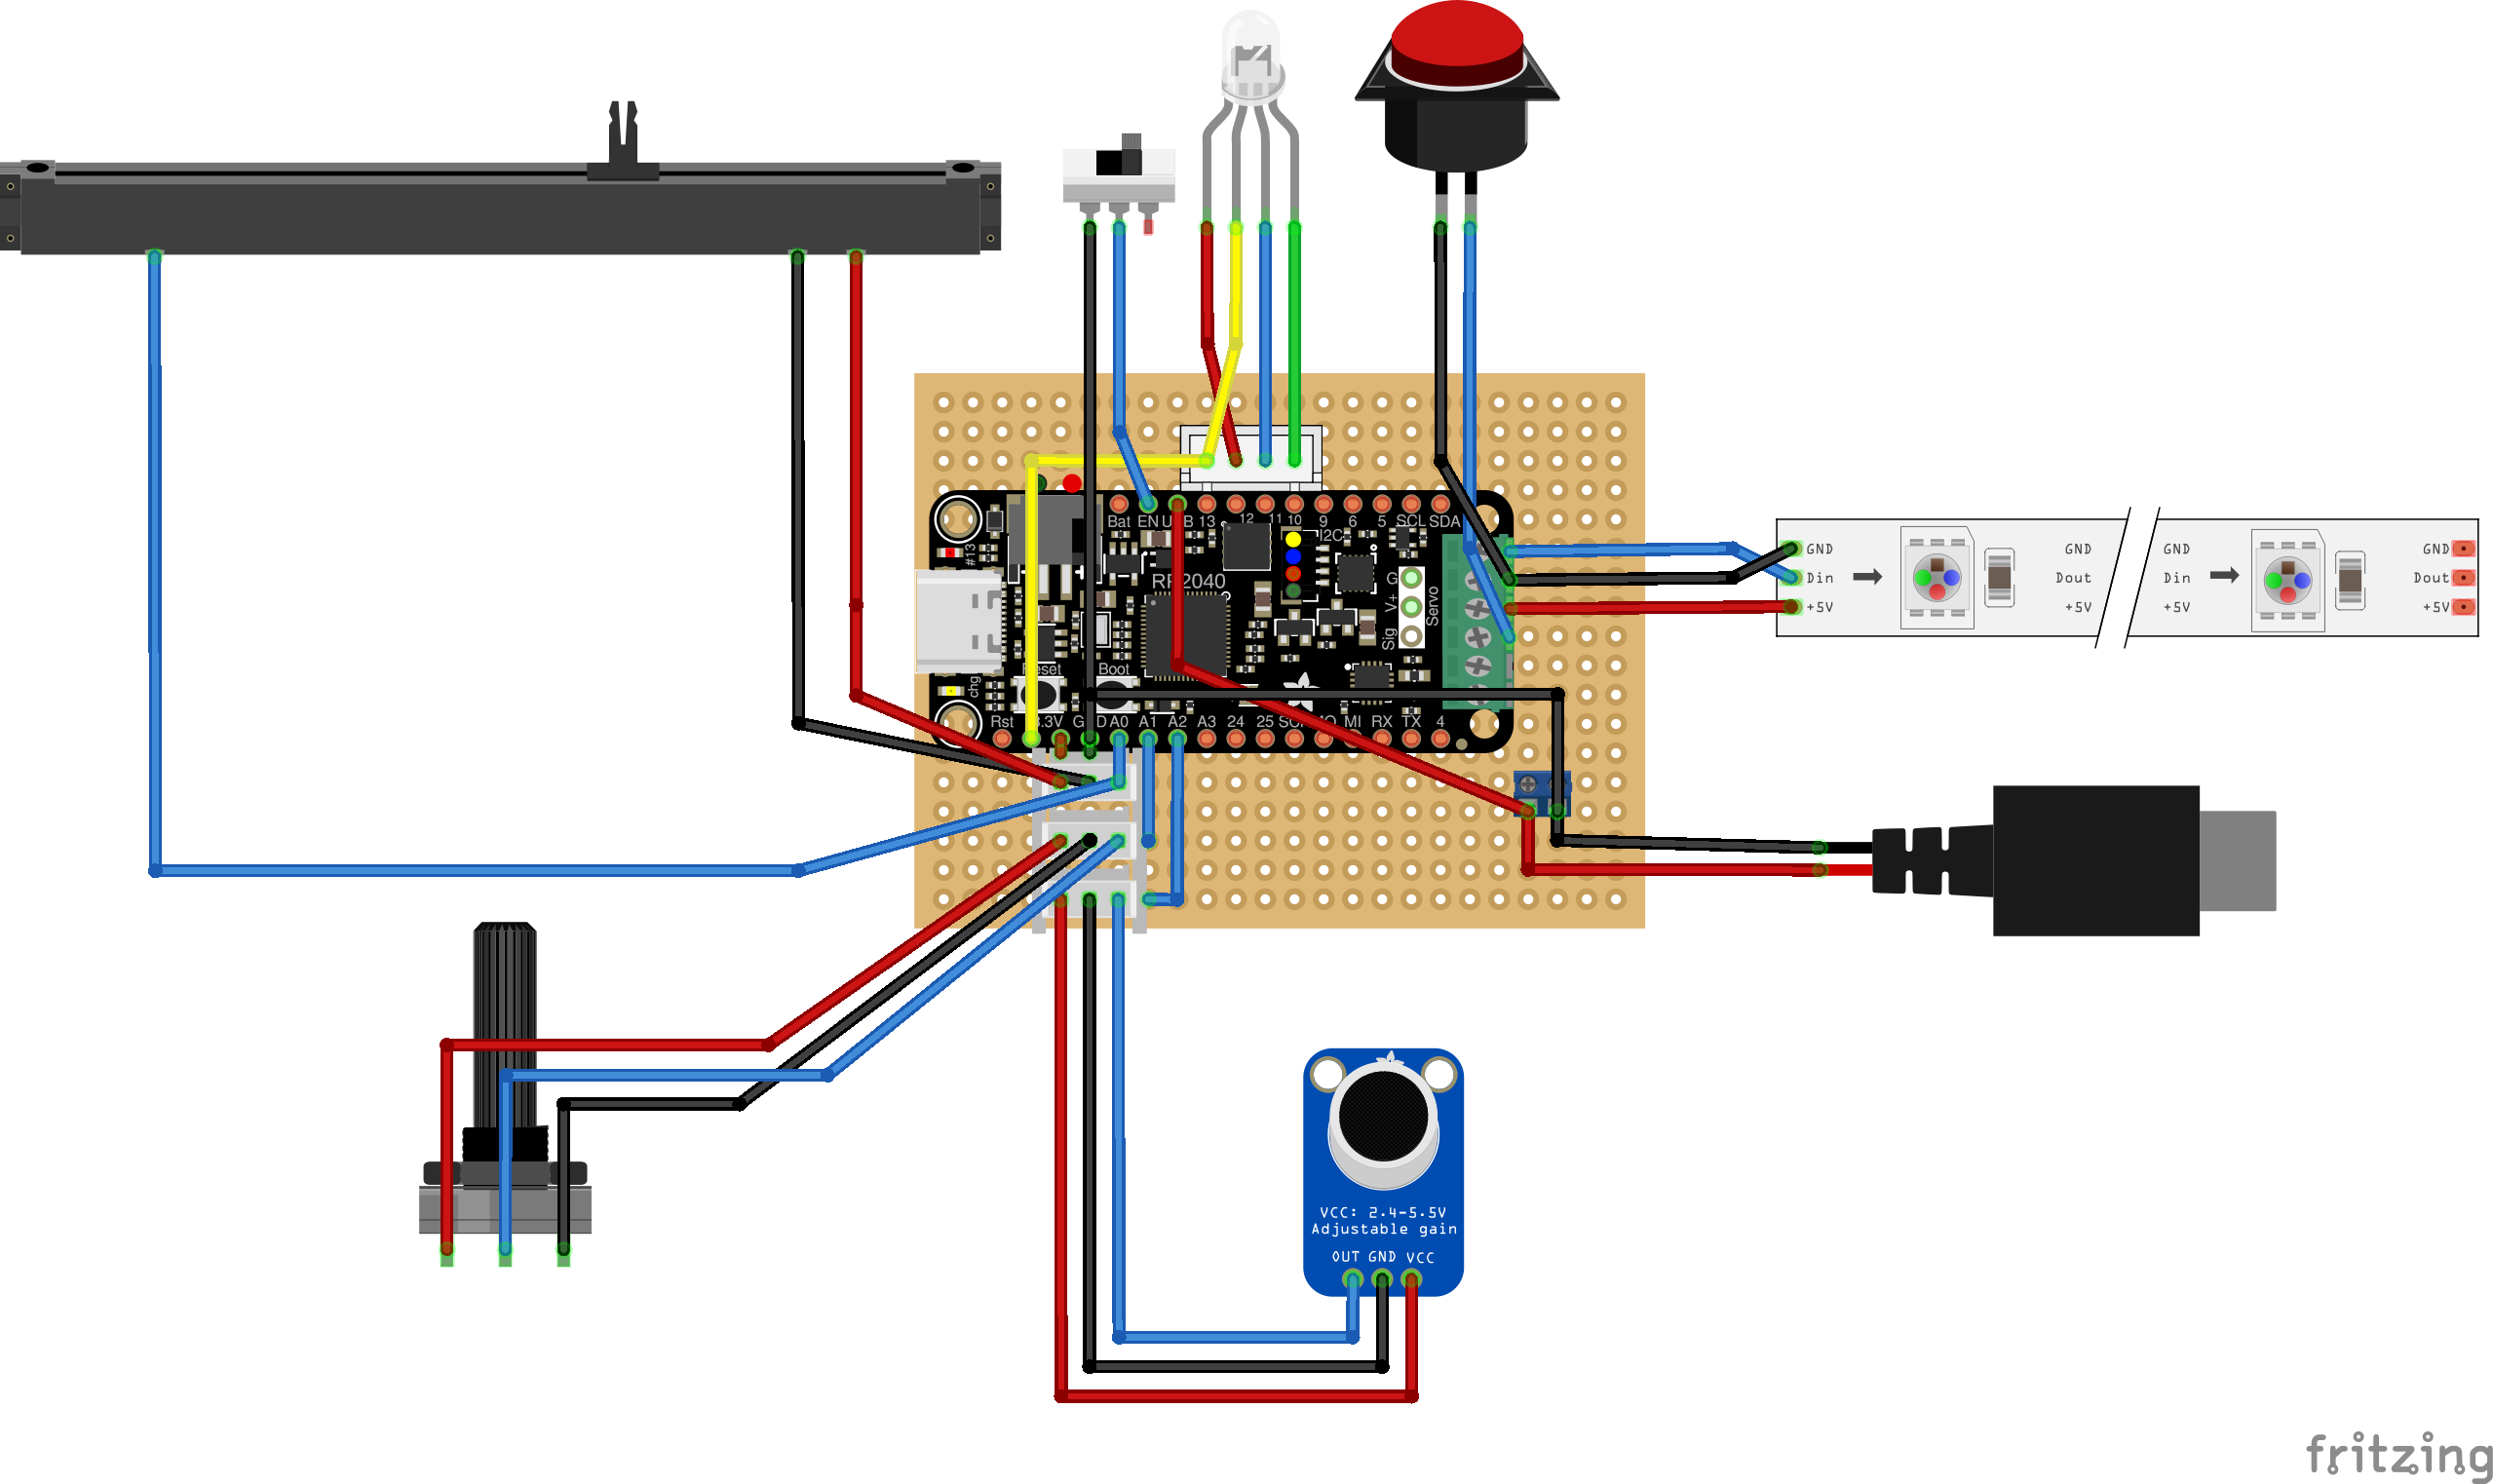 Bat EN USB 13 12 11 10 9 6 5 SCL SDA
#13
I2C
RP2040
G
V+
Sig
Servo
Reset
Boot
chg
Rst 3.3V GND A0 A1 A2 A3 24 25 MI RX TX 4
GND GND GND GND
Din Dout Din Dout
+5V +5V +5V +5V
VCC: 2.4-5.5V
Adjustable gain
OUT GND VCC
fritzing